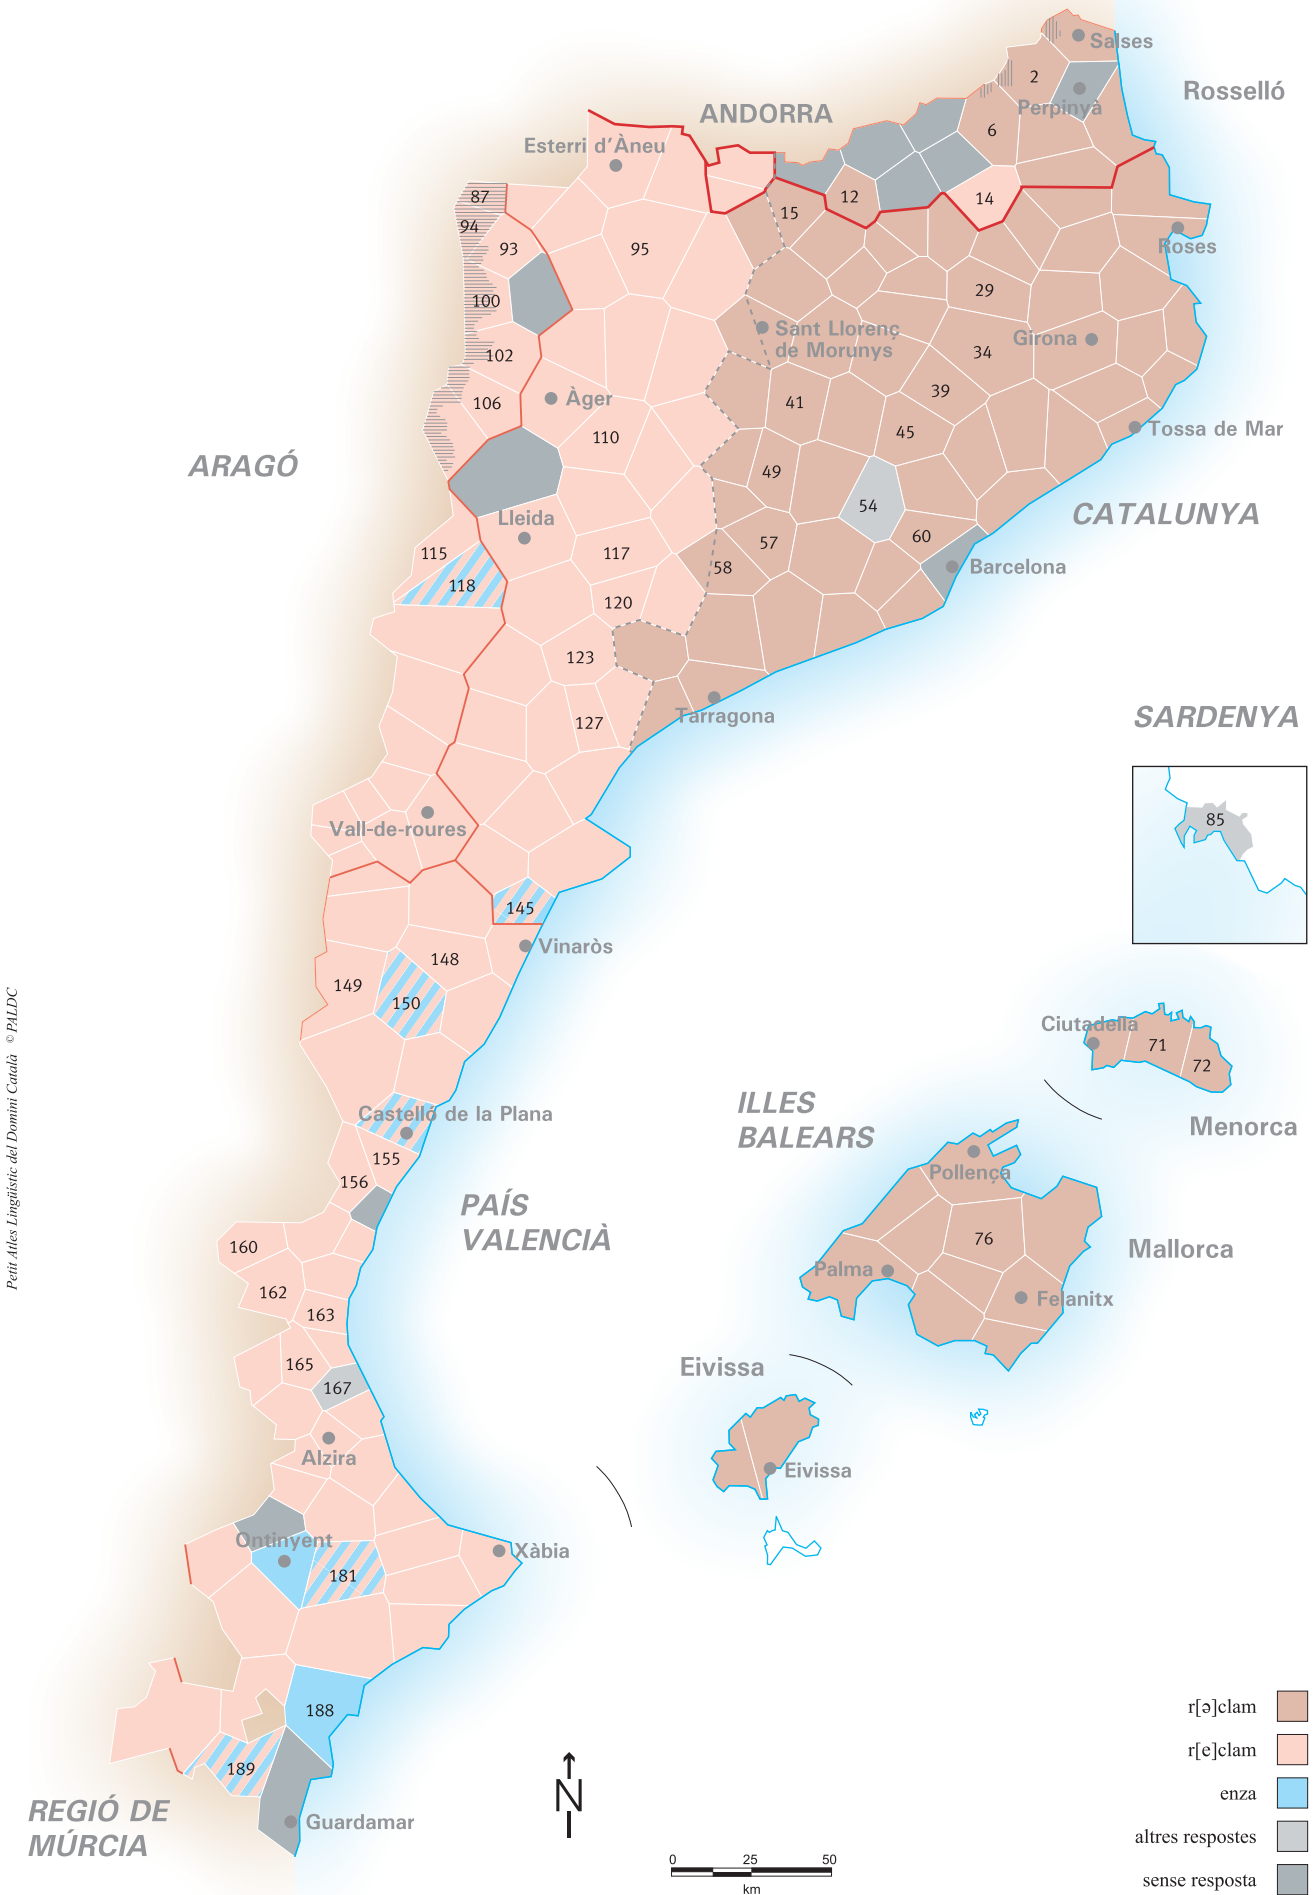 Salses
2
Rosselló
Perpinyà
ANDORRA
6
Esterri d'Àneu
87
12
14
15
94
93
95
Roses
100
29
Sant Llorenç
de Morunys
Girona
34
102
39
106
Àger
41
110
45
Tossa de Mar
ARAGÓ
49
54
Lleida
CATALUNYA
60
57
115
117
58
Barcelona
118
120
123
127
Tarragona
SARDENYA
85
Vall-de-roures
145
Vinaròs
148
149
150
Ciutadella
71
72
Castelló de la Plana
ILLES
BALEARS
Menorca
155
156
Pollença
PAÍS
VALENCIÀ
160
76
Mallorca
Palma
162
163
Felanitx
165
Eivissa
167
Alzira
Eivissa
Ontinyent
Xàbia
181
188
189
REGIÓ DE
MÚRCIA
Guardamar
N
0 25 50
km
r[ə]clam
r[e]clam
enza
altres respostes
sense resposta
Petit Atles Lingüístic del Domini Català © PALDC